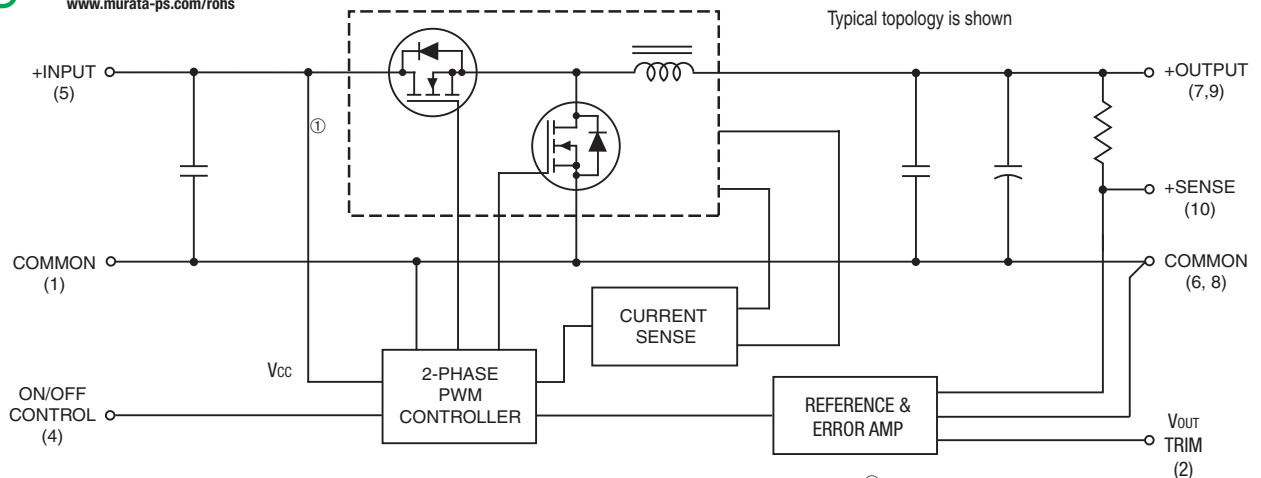 www.murata-ps.com/rohs
Typical topology is shown
+INPUT
(5)
①
+OUTPUT
(7,9)
+SENSE
(10)
COMMON
(1)
COMMON
(6, 8)
CURRENT
SENSE
VCC
2-PHASE
PWM
CONTROLLER
ON/OFF
CONTROL
(4)
REFERENCE &
ERROR AMP
VOUT
TRIM
(2)